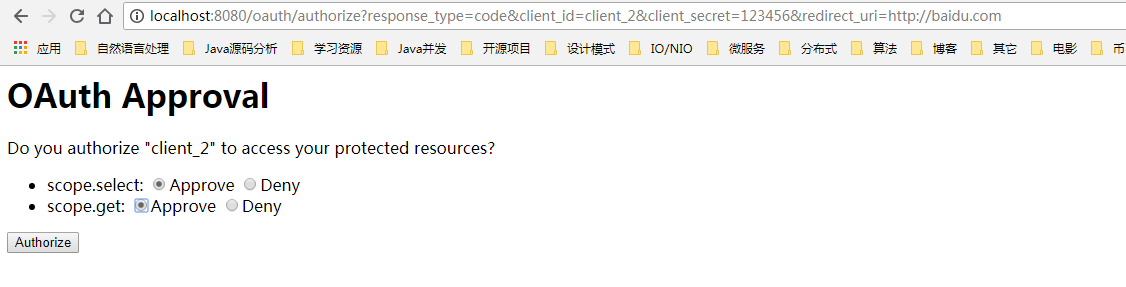 localhost:8080/oauth/authorize?response_type=code&client_id=client_2&client_secret=123456&redirect_uri=http://baidu.com
应用 自然语言处理 Java源码分析 学习资源 Java并发 开源项目 设计模式 IO/NIO 微服务 分布式 算法 博客 其它 电影 币
OAuth Approval
Do you authorize "client_2" to access your protected resources?
scope.select: Approve Deny
scope.get: Approve Deny
Authorize